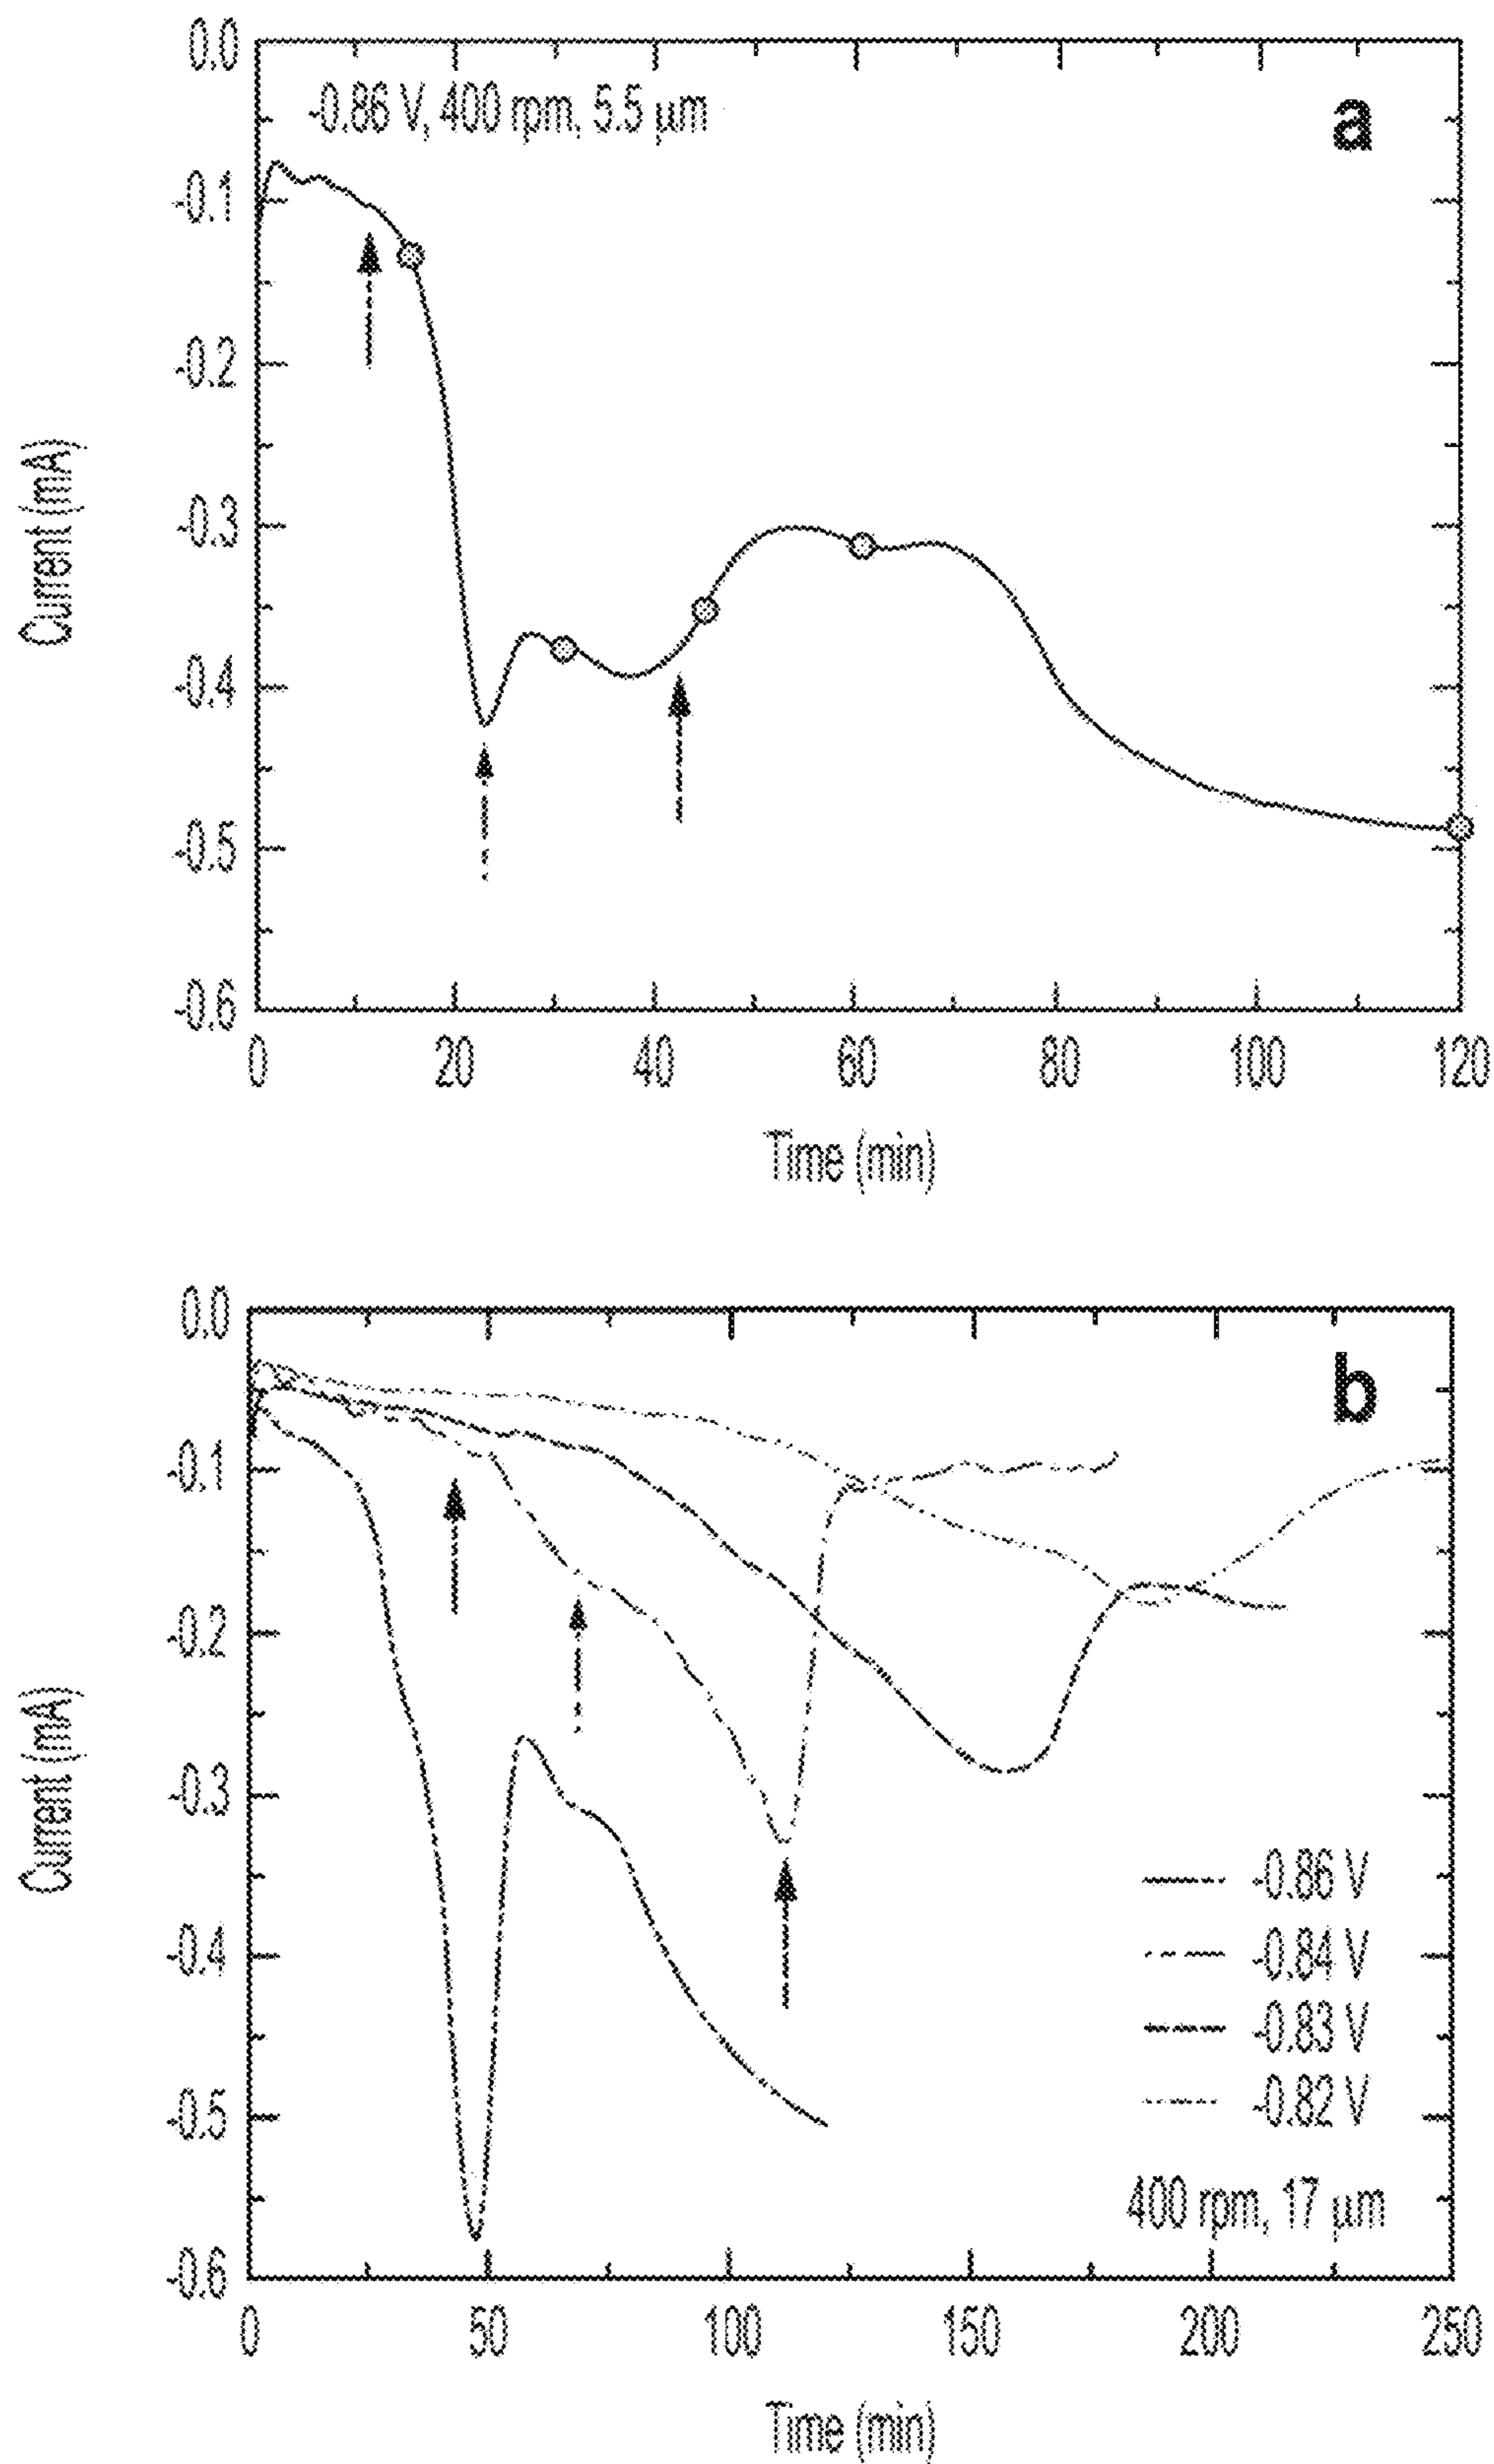 0.0
-0.86 V, 400 rpm, 5.5 µm
a
-0.1
-0.2
-0.3
-0.4
-0.5
-0.6
Current (mA)
0 20 40 60 80 100 120
Time (min)
0.0
b
-0.1
-0.2
-0.3
-0.4
-0.5
-0.6
Current (mA)
-0.86 V
-0.84 V
-0.83 V
-0.82 V
400 rpm, 17 µm
0 50 100 150 200 250
Time (min)